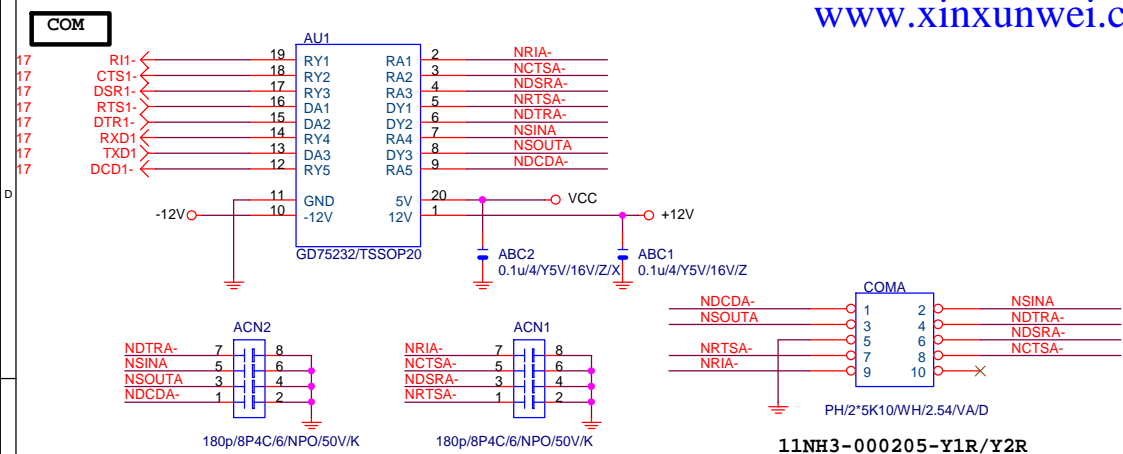 www.xinxunwei.c
COM
AU1
17 RI1- 19 RY1 RA1 2 NRIA-
17 CTS1- 18 RY2 RA2 3 NCTSA-
17 DSR1- 17 RY3 RA3 4 NDSRA-
17 RTS1- 16 DA1 DY1 5 NRTSA-
17 DTR1- 15 DA2 DY2 6 NDTRA-
17 RXD1 14 RY4 RA4 7 NSINA
17 TXD1 13 DA3 DY3 8 NSOUTA
17 DCD1- 12 RY5 RA5 9 NDCDA-
D
11 GND 5V 20 VCC
-12V 10 -12V 12V 1 +12V
GD75232/TSSOP20
ABC2
0.1u/4/Y5V/16V/Z/X
ABC1
0.1u/4/Y5V/16V/Z
ACN2
NDTRA- 7 8
NSINA 5 6
NSOUTA 3 4
NDCDA- 1 2
180p/8P4C/6/NPO/50V/K
ACN1
NRIA- 7 8
NCTSA- 5 6
NDSRA- 3 4
NRTSA- 1 2
180p/8P4C/6/NPO/50V/K
COMA
NDCDA- 1 2 NSINA
NSOUTA 3 4 NDTRA-
5 6 NDSRA-
NRTSA- 7 8 NCTSA-
NRIA- 9 10
PH/2*5K10/WH/2.54/VA/D
11NH3-000205-Y1R/Y2R